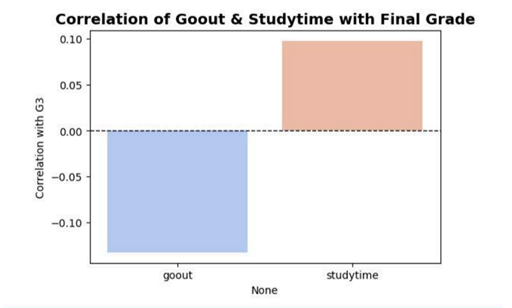 Correlation of Goout & Studytime with Final Grade
0.10
0.05
0.00
−0.05
−0.10
Correlation with G3
goout studytime
None